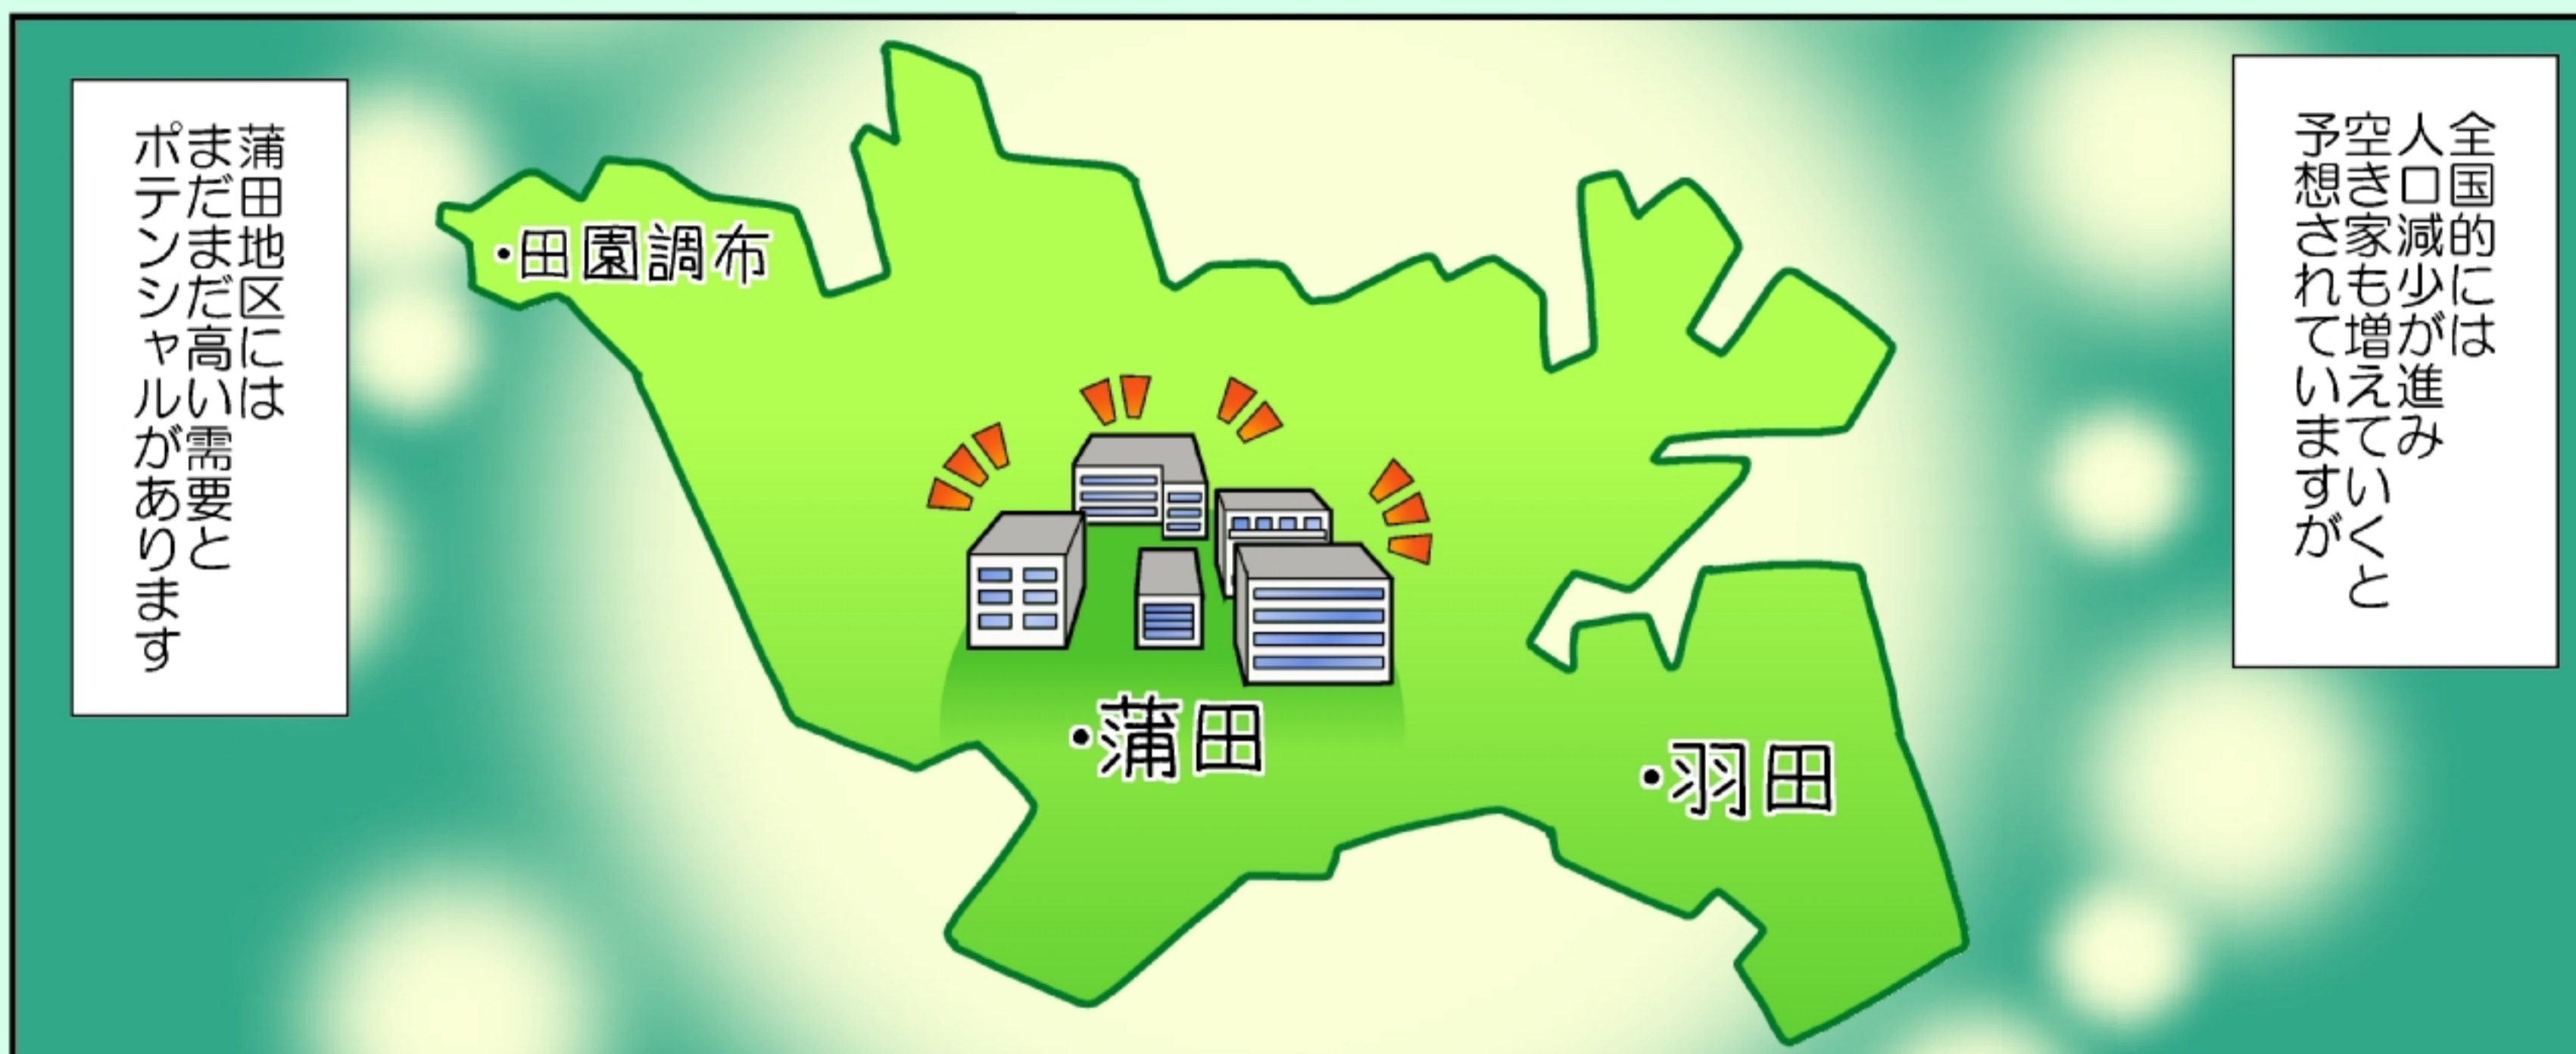 全国的には
人口減少が進み
空き家も増えていくと
予想されていますが
・田園調布
・蒲田
・羽田
蒲田地区には
まだまだ高い需要と
ポテンシャルがあります